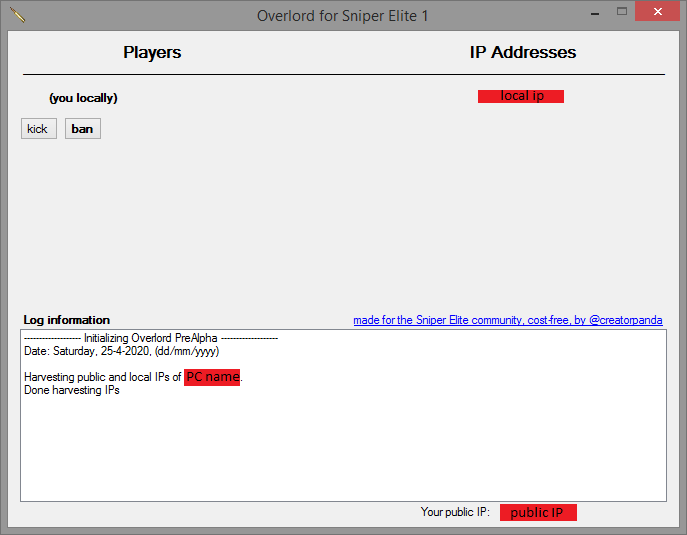 Overlord for Sniper Elite 1
Players IP Addresses
(you locally) local ip
kick ban
Log information made for the Sniper Elite community, cost-free, by @creatorpanda
------------------- Initializing Overlord PreAlpha -------------------
Date: Saturday, 25-4-2020, (dd/mm/yyyy)
Harvesting public and local IPs of PC name.
Done harvesting IPs
Your public IP: public IP